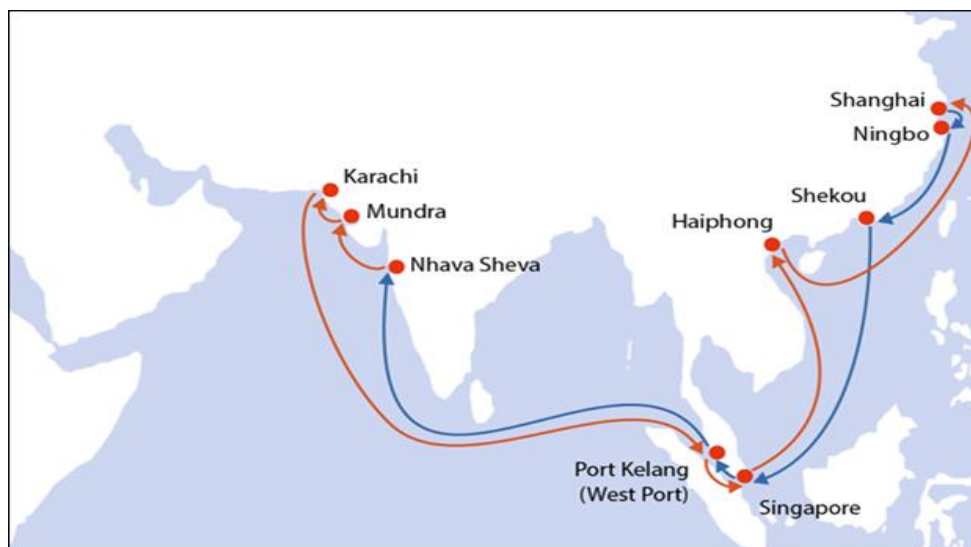 Shanghai
Ningbo
Karachi
Shekou
Mundra
Haiphong
Nhava Sheva
Port Kelang
(West Port)
Singapore